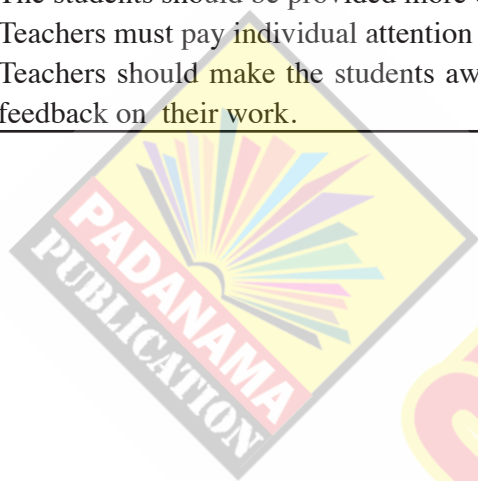 The students should be provided more
Teachers must pay individual attention
Teachers should make the students aw
feedback on their work.
PADANAMA
PUBLICATION